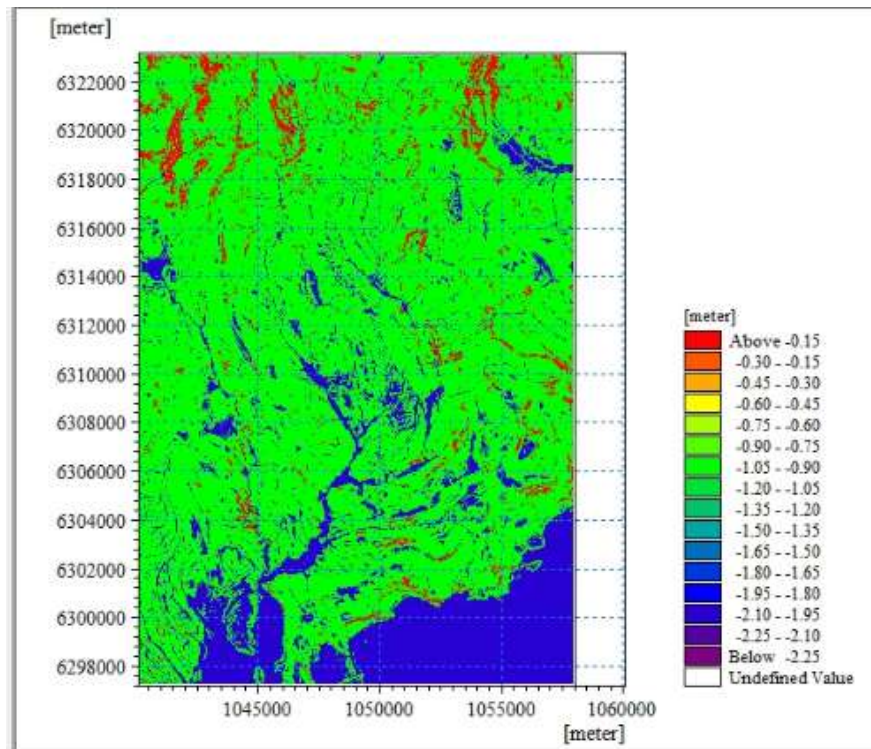 [meter]
6322000
6320000
6318000
6316000
6314000
6312000
6310000
6308000
6306000
6304000
6302000
6300000
6298000
1045000 1050000 1055000 1060000
[meter]
[meter]
Above -0.15
-0.30 - -0.15
-0.45 - -0.30
-0.60 - -0.45
-0.75 - -0.60
-0.90 - -0.75
-1.05 - -0.90
-1.20 - -1.05
-1.35 - -1.20
-1.50 - -1.35
-1.65 - -1.50
-1.80 - -1.65
-1.95 - -1.80
-2.10 - -1.95
-2.25 - -2.10
Below -2.25
Undefined Value